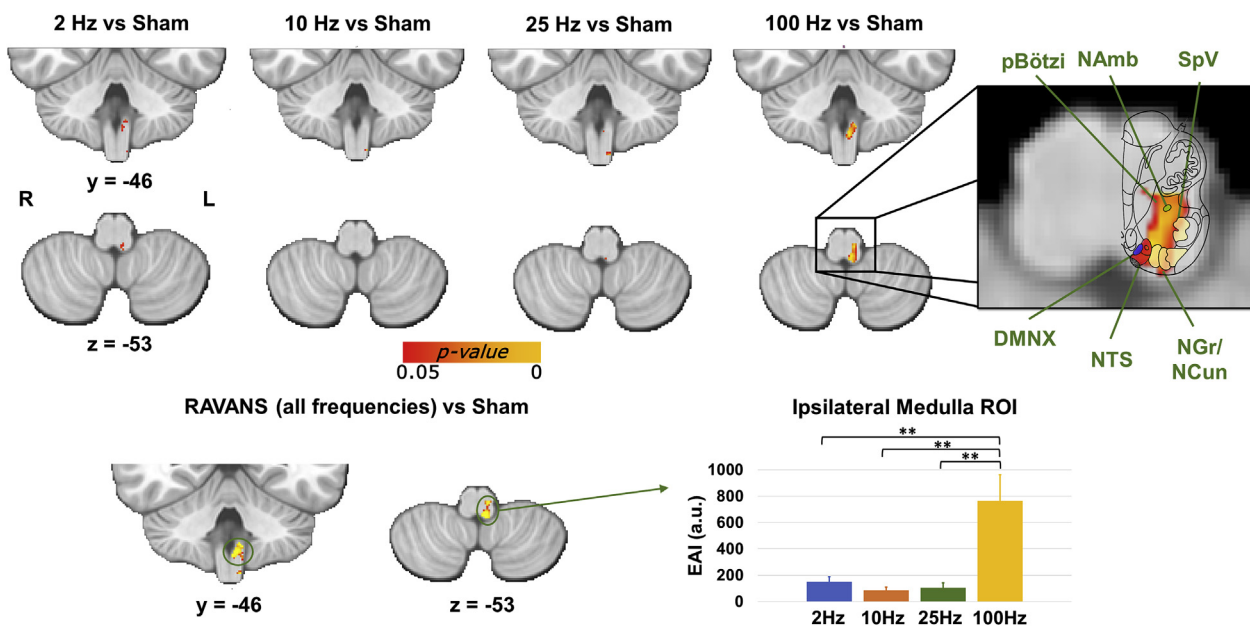 2 Hz vs Sham
10 Hz vs Sham
25 Hz vs Sham
100 Hz vs Sham
pBötzi NAmb SpV
y = -46
R L
z = -53
DMNX
NTS
NGr/
NCun
p-value
0.05 0
RAVANS (all frequencies) vs Sham
y = -46
z = -53
Ipsilateral Medulla ROI
**
**
**
EAI (a.u.)
1000
800
600
400
200
0
2Hz 10Hz 25Hz 100Hz